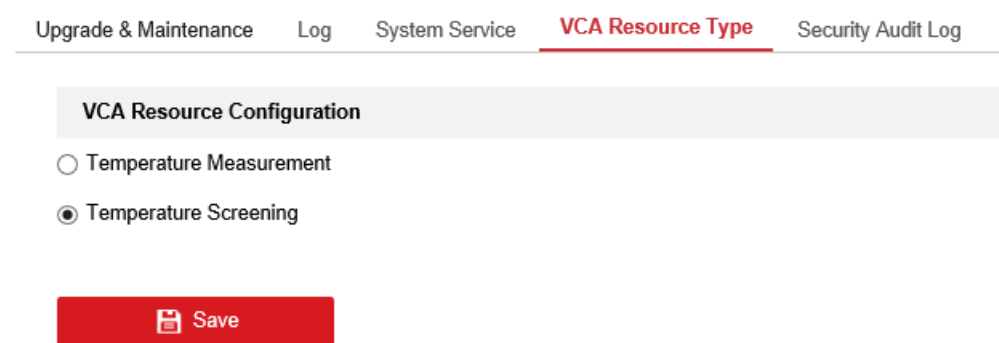 Upgrade & Maintenance Log System Service VCA Resource Type Security Audit Log
VCA Resource Configuration
Temperature Measurement
Temperature Screening
Save